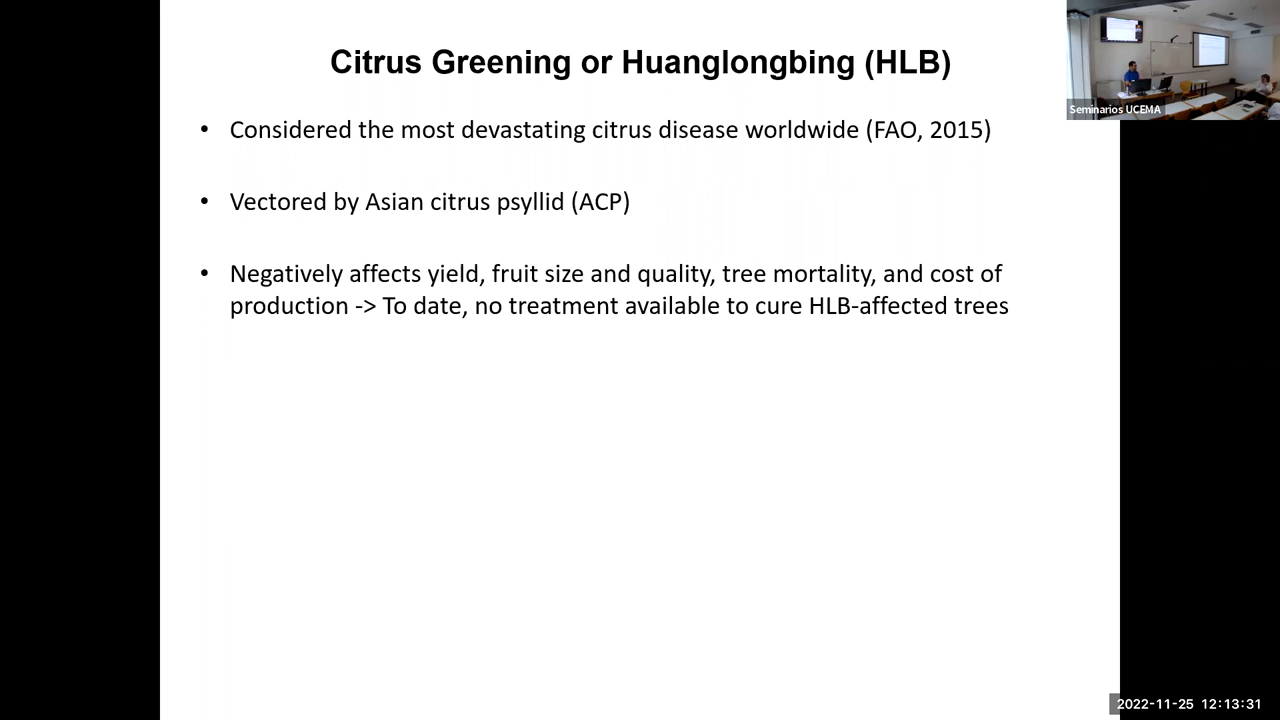 Citrus Greening or Huanglongbing (HLB)
• Considered the most devastating citrus disease worldwide (FAO, 2015)
• Vectored by Asian citrus psyllid (ACP)
• Negatively affects yield, fruit size and quality, tree mortality, and cost of
production -> To date, no treatment available to cure HLB-affected trees
Seminarios UCEMA
2022-11-25 12:13:31